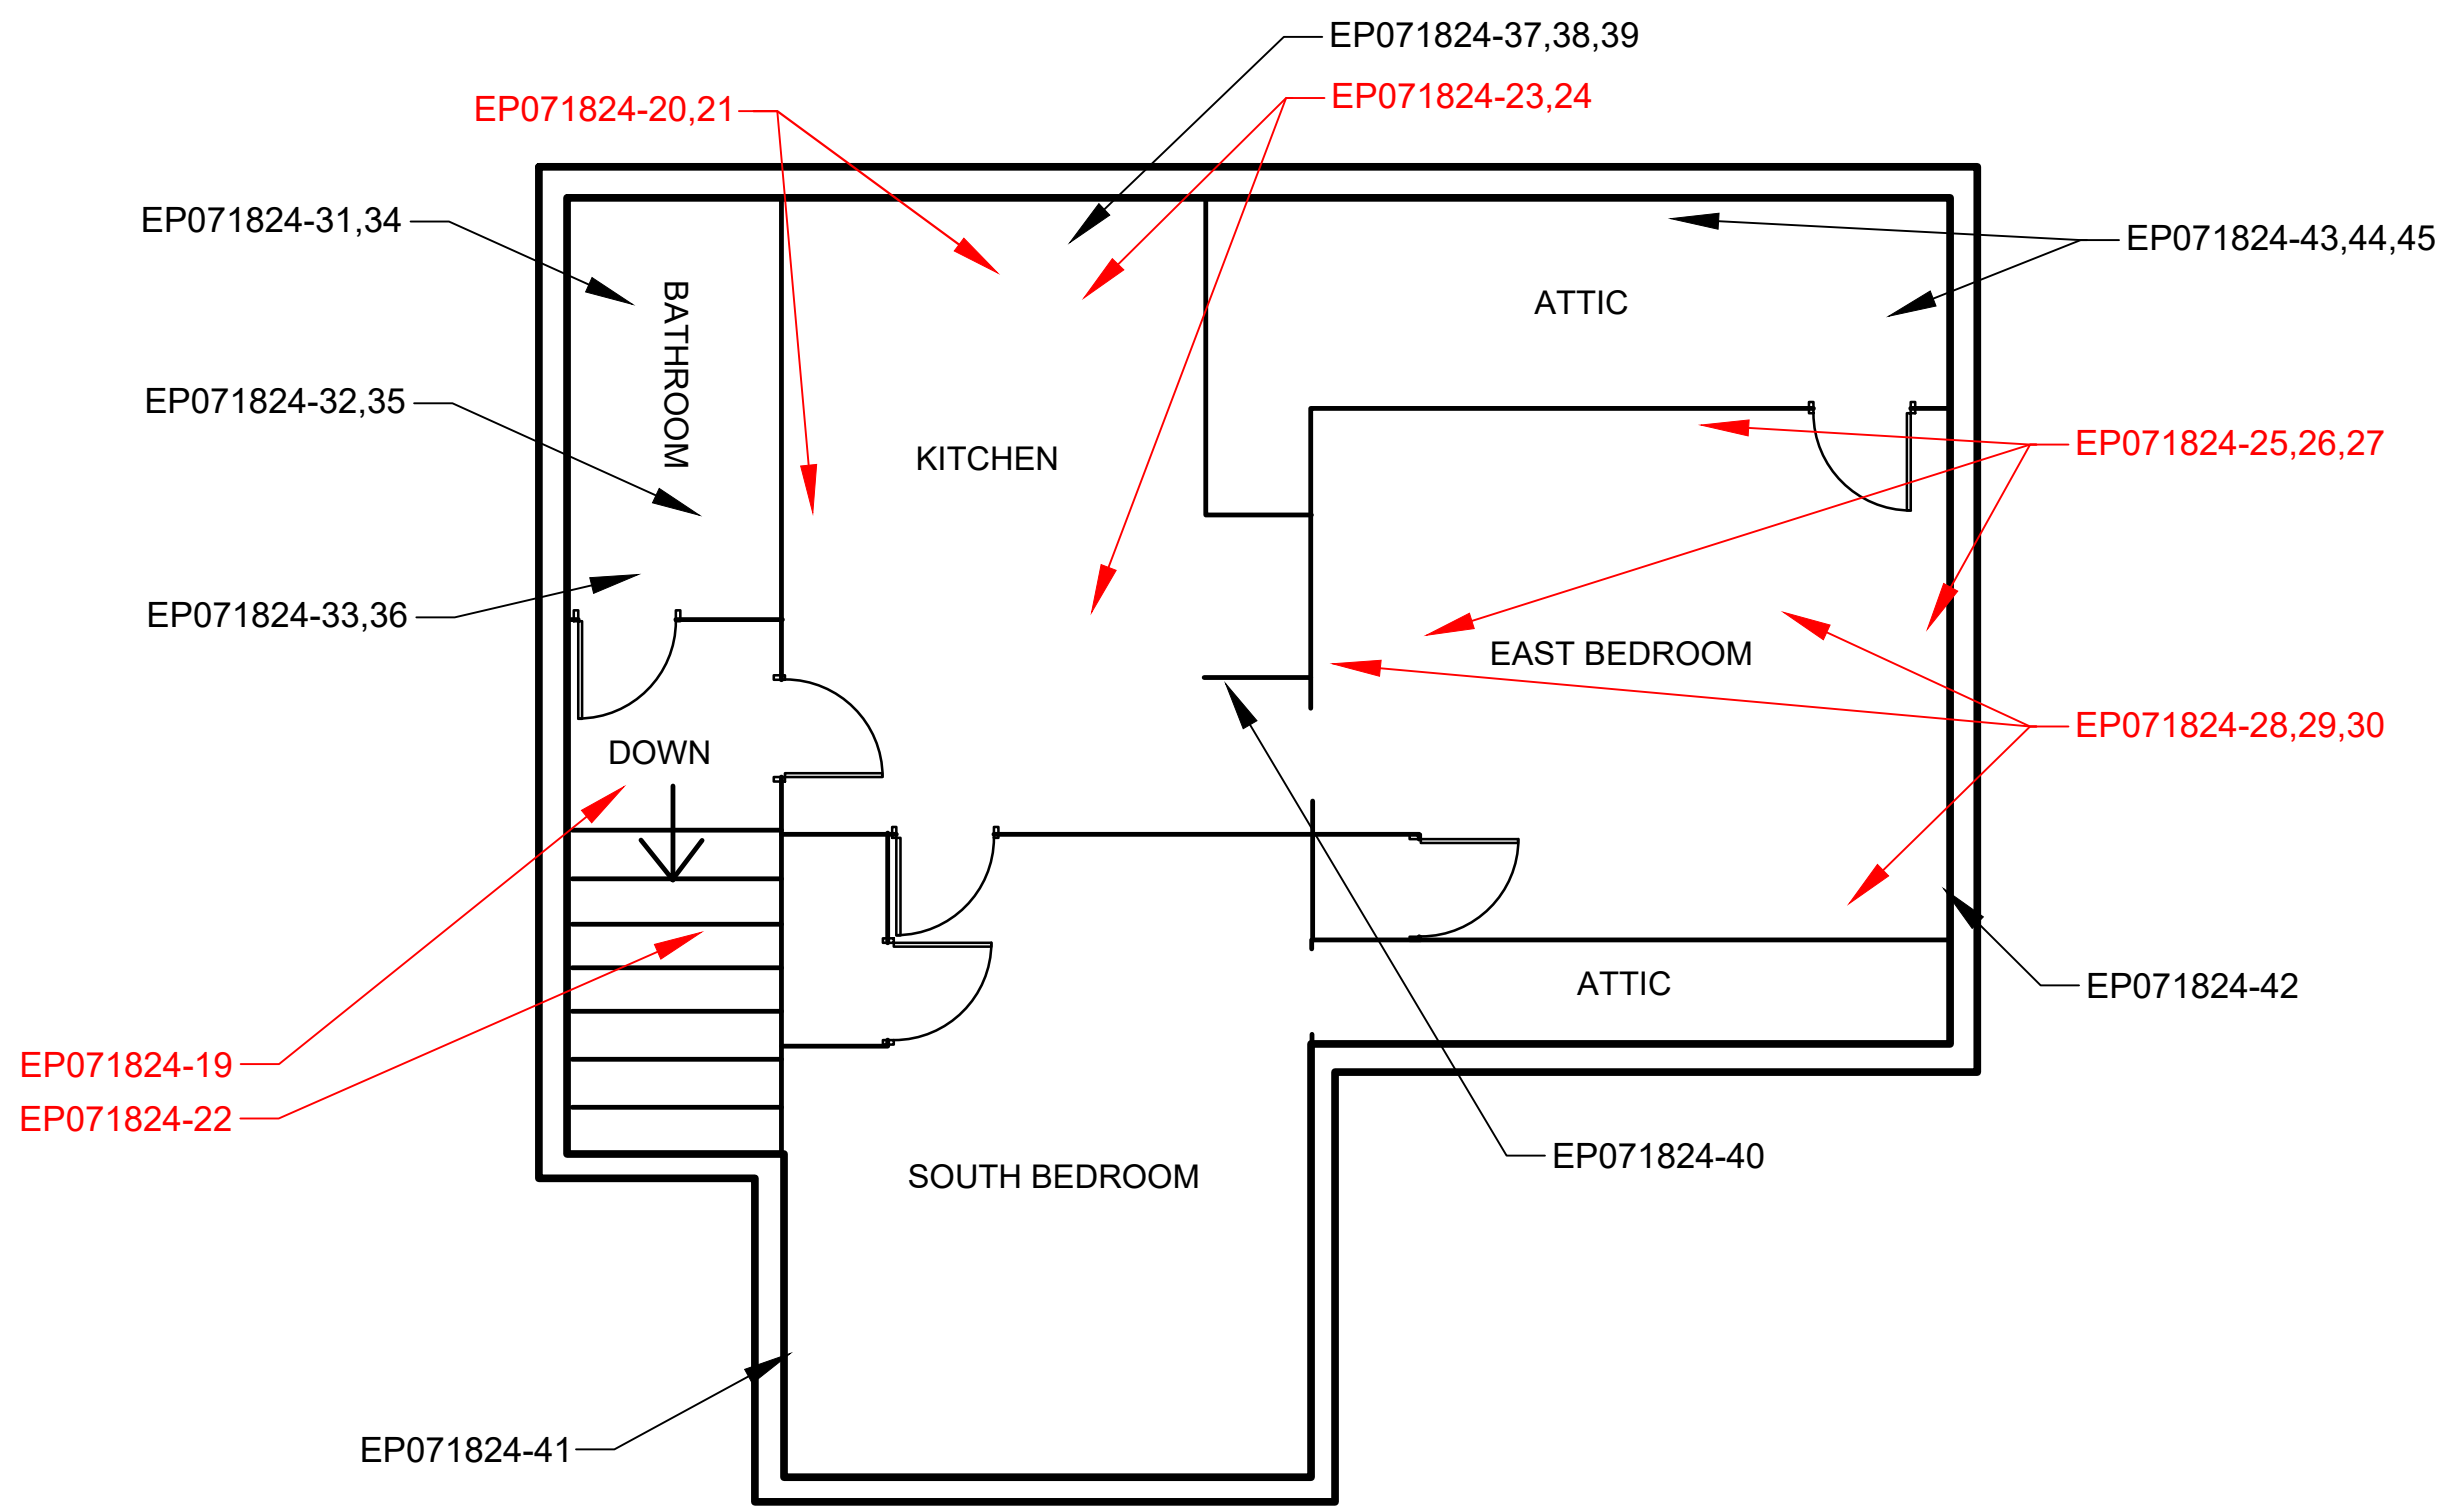 EP071824-37,38,39
EP071824-20,21
EP071824-23,24
EP071824-31,34
EP071824-43,44,45
BATHROOM
ATTIC
EP071824-32,35
KITCHEN
EP071824-25,26,27
EP071824-33,36
EAST BEDROOM
DOWN
EP071824-28,29,30
ATTIC
EP071824-42
EP071824-19
EP071824-22
EP071824-40
SOUTH BEDROOM
EP071824-41